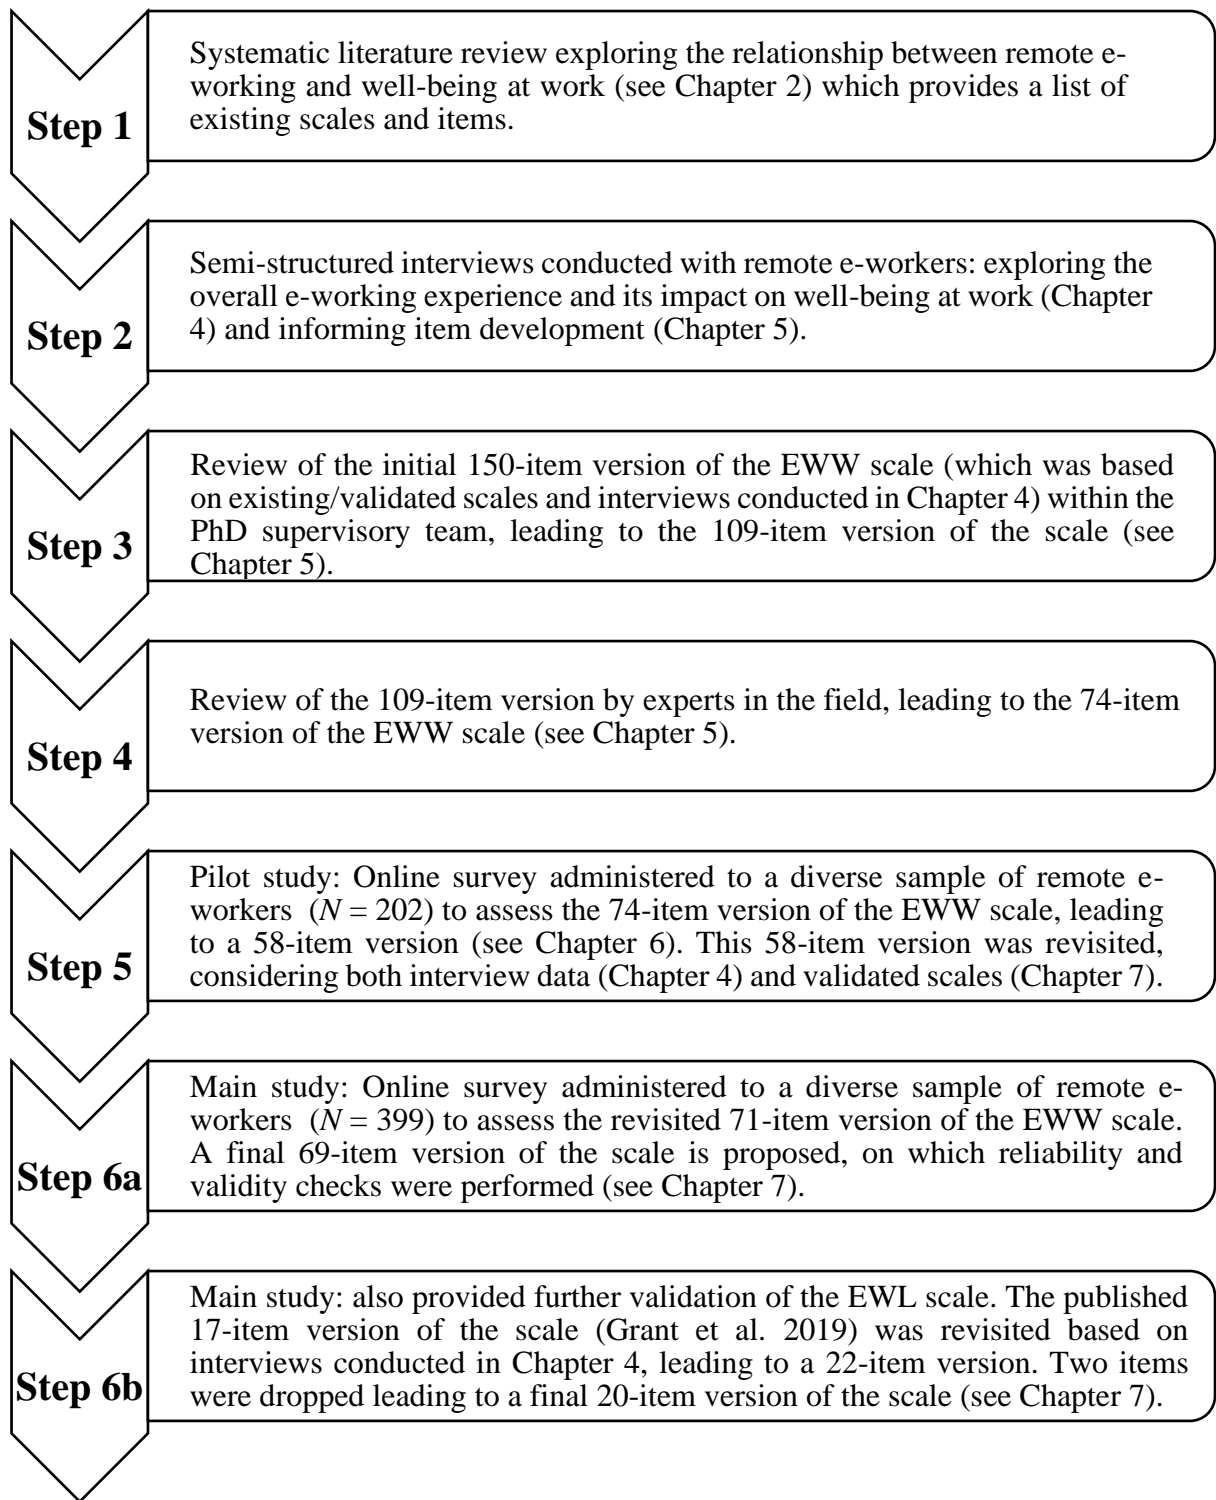 Step 1
Systematic literature review exploring the relationship between remote e-
working and well-being at work (see Chapter 2) which provides a list of
existing scales and items.
Step 2
Semi-structured interviews conducted with remote e-workers: exploring the
overall e-working experience and its impact on well-being at work (Chapter
4) and informing item development (Chapter 5).
Step 3
Review of the initial 150-item version of the EWW scale (which was based
on existing/validated scales and interviews conducted in Chapter 4) within the
PhD supervisory team, leading to the 109-item version of the scale (see
Chapter 5).
Step 4
Review of the 109-item version by experts in the field, leading to the 74-item
version of the EWW scale (see Chapter 5).
Step 5
Pilot study: Online survey administered to a diverse sample of remote e-
workers (N = 202) to assess the 74-item version of the EWW scale, leading
to a 58-item version (see Chapter 6). This 58-item version was revisited,
considering both interview data (Chapter 4) and validated scales (Chapter 7).
Step 6a
Main study: Online survey administered to a diverse sample of remote e-
workers (N = 399) to assess the revisited 71-item version of the EWW scale.
A final 69-item version of the scale is proposed, on which reliability and
validity checks were performed (see Chapter 7).
Step 6b
Main study: also provided further validation of the EWL scale. The published
17-item version of the scale (Grant et al. 2019) was revisited based on
interviews conducted in Chapter 4, leading to a 22-item version. Two items
were dropped leading to a final 20-item version of the scale (see Chapter 7).